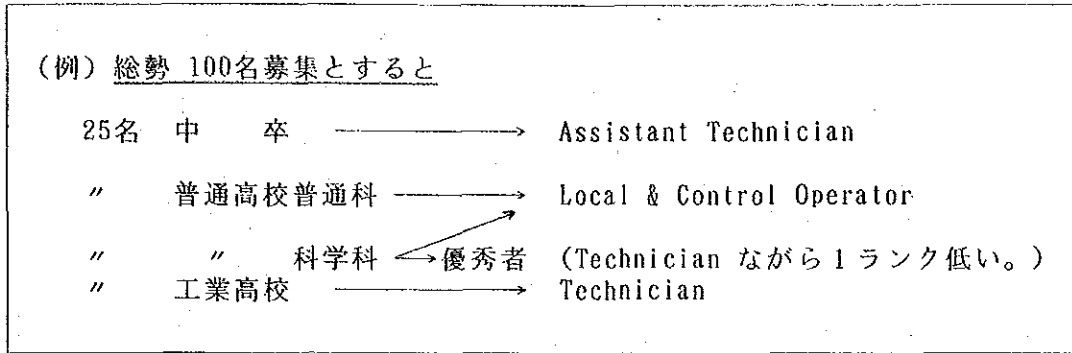 (例) 総勢 100名募集とすると
25名 中 卒 ⟶ Assistant Technician
〃 普通高校普通科 ⟶ Local & Control Operator
〃 〃 科学科 ⟷ 優秀者 (Technician ながら1ランク低い。)
〃 工業高校 ⟶ Technician